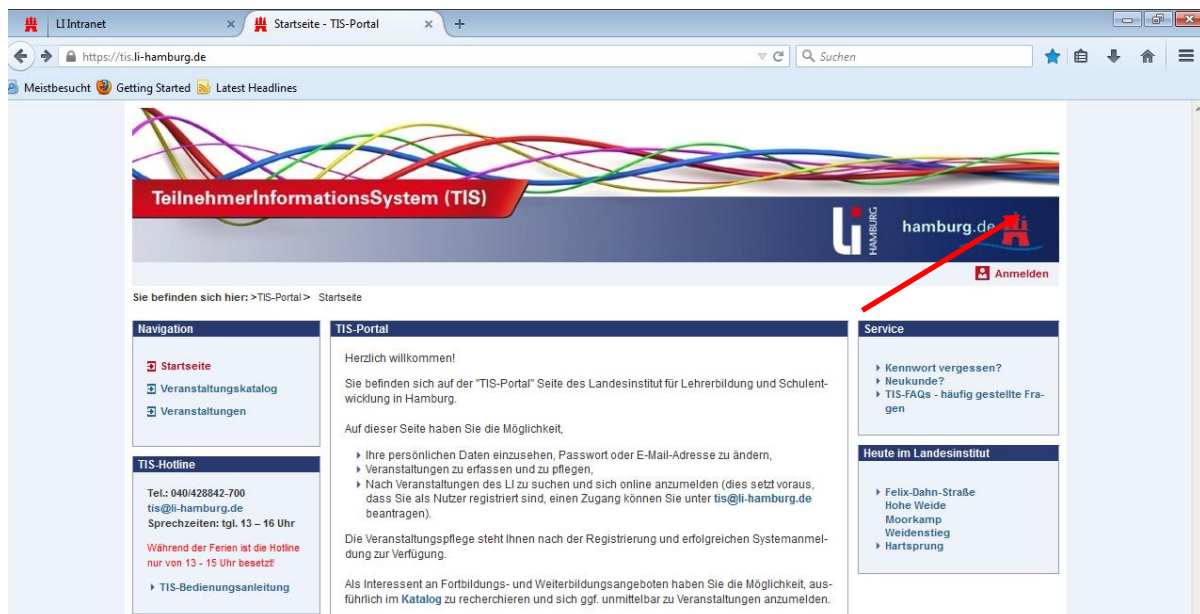 LI Intranet
Startseite - TIS-Portal
https://tis.li-hamburg.de
Suchen
Meistbesucht
Getting Started
Latest Headlines
TeilnehmerInformationsSystem (TIS)
li HAMBURG
hamburg.de
Anmelden
Sie befinden sich hier: >TIS-Portal > Startseite
Navigation
Startseite
Veranstaltungskatalog
Veranstaltungen
TIS-Hotline
Tel.: 040/428842-700
tis@li-hamburg.de
Sprechzeiten: tgl. 13 – 16 Uhr
Während der Ferien ist die Hotline
nur von 13 - 15 Uhr besetzt!
TIS-Bedienungsanleitung
TIS-Portal
Herzlich willkommen!
Sie befinden sich auf der "TIS-Portal" Seite des Landesinstitut für Lehrerbildung und Schulent-
wicklung in Hamburg.
Auf dieser Seite haben Sie die Möglichkeit,
Ihre persönlichen Daten einzusehen, Passwort oder E-Mail-Adresse zu ändern,
Veranstaltungen zu erfassen und zu pflegen,
Nach Veranstaltungen des LI zu suchen und sich online anzumelden (dies setzt voraus,
dass Sie als Nutzer registriert sind, einen Zugang können Sie unter tis@li-hamburg.de
beantragen).
Die Veranstaltungspflege steht Ihnen nach der Registrierung und erfolgreichen Systemanmel-
dung zur Verfügung.
Als Interessent an Fortbildungs- und Weiterbildungsangeboten haben Sie die Möglichkeit, aus-
führlich im Katalog zu recherchieren und sich ggf. unmittelbar zu Veranstaltungen anzumelden.
Service
Kennwort vergessen?
Neukunde?
TIS-FAQs - häufig gestellte Fra-
gen
Heute im Landesinstitut
Felix-Dahn-Straße
Hohe Weide
Moorkamp
Weidenstieg
Hartsprung